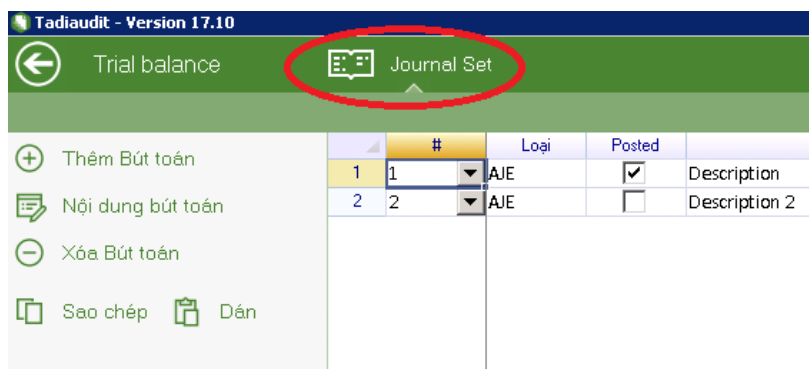 Tadiaudit - Version 17.10
Trial balance Journal Set
Thêm Bút toán
Nội dung bút toán
Xóa Bút toán
Sao chép Dán
# Loại Posted
1 1 AJE Description
2 2 AJE Description 2